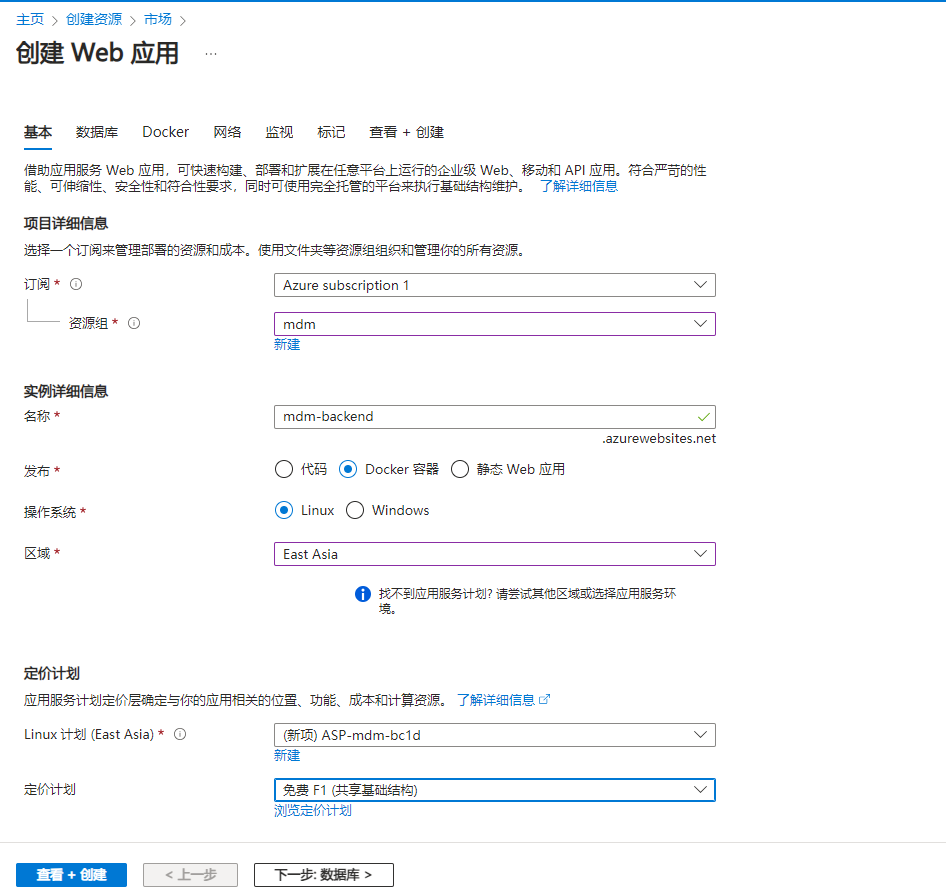 主页 > 创建资源 > 市场 >
创建 Web 应用 ...
基本 数据库 Docker 网络 监视 标记 查看 + 创建
借助应用服务 Web 应用，可快速构建、部署和扩展在任意平台上运行的企业级 Web、移动和 API 应用。符合严苛的性
能、可伸缩性、安全性和符合性要求，同时可使用完全托管的平台来执行基础结构维护。 了解详细信息
项目详细信息
选择一个订阅来管理部署的资源和成本。使用文件夹等资源组组织和管理你的所有资源。
订阅 * Azure subscription 1
资源组 * mdm
新建
实例详细信息
名称 * mdm-backend
.azurewebsites.net
发布 * 代码 Docker 容器 静态 Web 应用
操作系统 * Linux Windows
区域 * East Asia
找不到应用服务计划? 请尝试其他区域或选择应用服务环
境。
定价计划
应用服务计划定价层确定与你的应用相关的位置、功能、成本和计算资源。 了解详细信息
Linux 计划 (East Asia) * (新项) ASP-mdm-bc1d
新建
定价计划 免费 F1 (共享基础结构)
浏览定价计划
查看 + 创建 < 上一步 下一步: 数据库 >